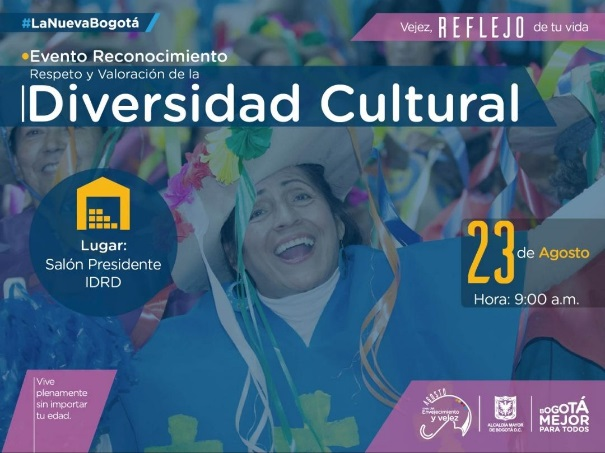 #LaNuevaBogotá
Vejez, REFLEJO de tu vida
Evento Reconocimiento
Respeto y Valoración de la
Diversidad Cultural
Lugar:
Salón Presidente
IDRD
23 de Agosto
Hora: 9:00 a.m.
Vive
plenamente
sin importar
tu edad.
AGOSTO
Envejecimiento
y vejez
ALCALDÍA MAYOR
DE BOGOTÁ D.C.
BOGOTÁ
MEJOR
PARA TODOS